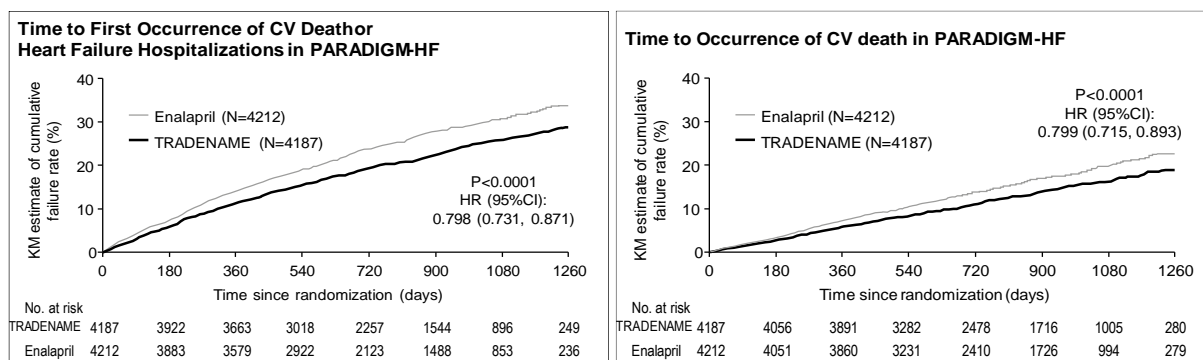 Time to First Occurrence of CV Deathor
Heart Failure Hospitalizations in PARADIGM-HF
KM estimate of cumulative
failure rate (%)
40
30
20
10
0
Enalapril (N=4212)
TRADENAME (N=4187)
P<0.0001
HR (95%CI):
0.798 (0.731, 0.871)
0 180 360 540 720 900 1080 1260
Time since randomization (days)
No. at risk
TRADENAME 4187 3922 3663 3018 2257 1544 896 249
Enalapril 4212 3883 3579 2922 2123 1488 853 236
Time to Occurrence of CV death in PARADIGM-HF
KM estimate of cumulative
failure rate (%)
40
30
20
10
0
Enalapril (N=4212)
TRADENAME (N=4187)
P<0.0001
HR (95%CI):
0.799 (0.715, 0.893)
0 180 360 540 720 900 1080 1260
Time since randomization (days)
No. at risk
TRADENAME 4187 4056 3891 3282 2478 1716 1005 280
Enalapril 4212 4051 3860 3231 2410 1726 994 279